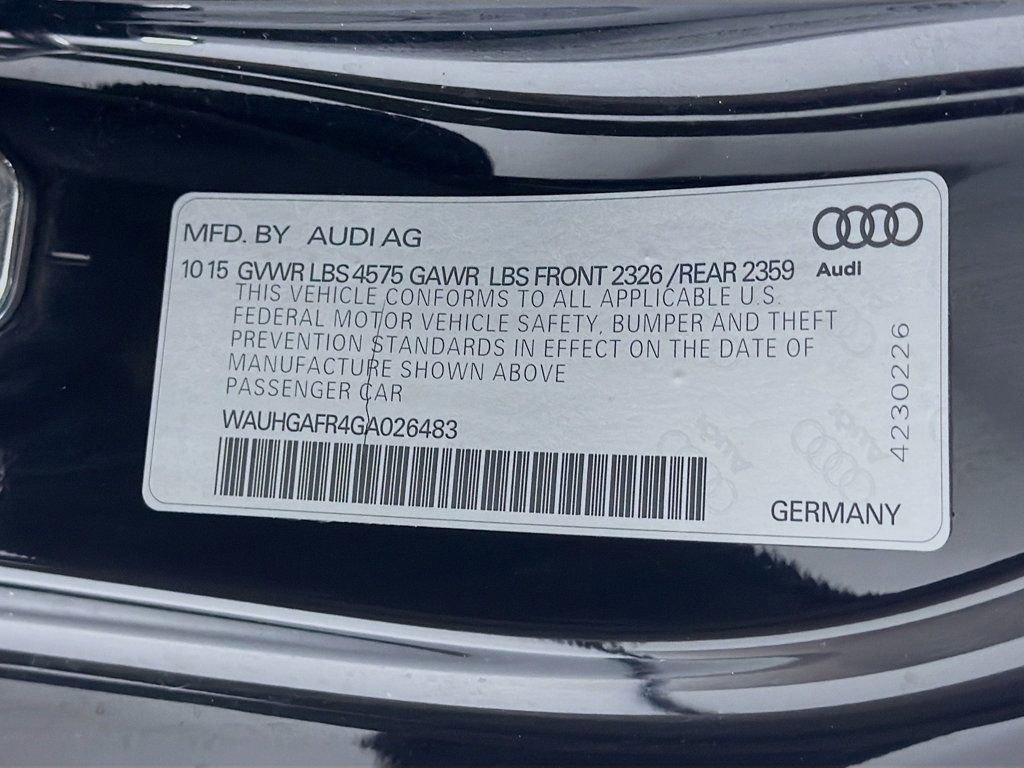 MFD. BY AUDI AG
10 15 GVWR LBS 4575 GAWR LBS FRONT 2326 /REAR 2359
Audi
THIS VEHICLE CONFORMS TO ALL APPLICABLE U.S.
FEDERAL MOTOR VEHICLE SAFETY, BUMPER AND THEFT
PREVENTION STANDARDS IN EFFECT ON THE DATE OF
MANUFACTURE SHOWN ABOVE
PASSENGER CAR
WAUHGAFR4GA026483
4230226
GERMANY